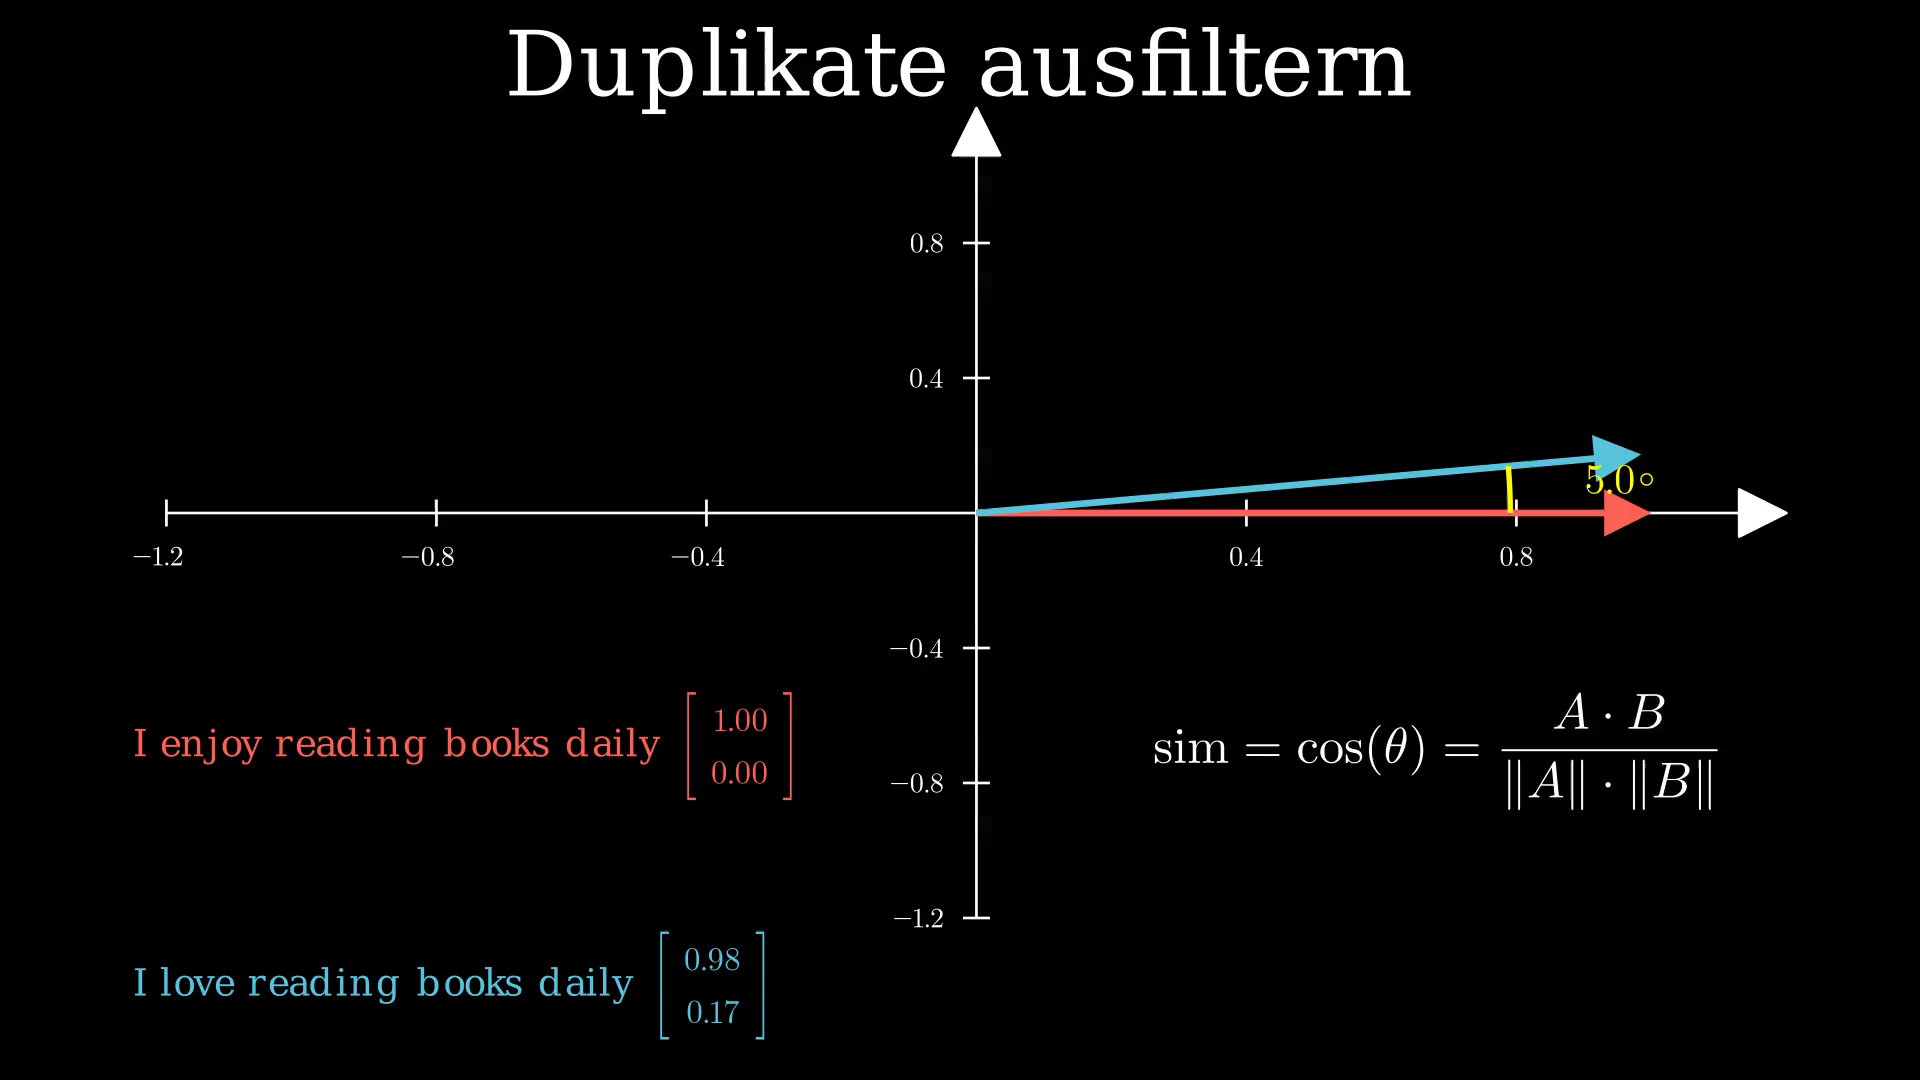 Duplikate ausfiltern
0.8
0.4
5.0°
−1.2 −0.8 −0.4 0.4 0.8
−0.4
I enjoy reading books daily [ 1.00 0.00 ]
sim = cos(θ) = A · B / ‖A‖ · ‖B‖
−0.8
−1.2
I love reading books daily [ 0.98 0.17 ]